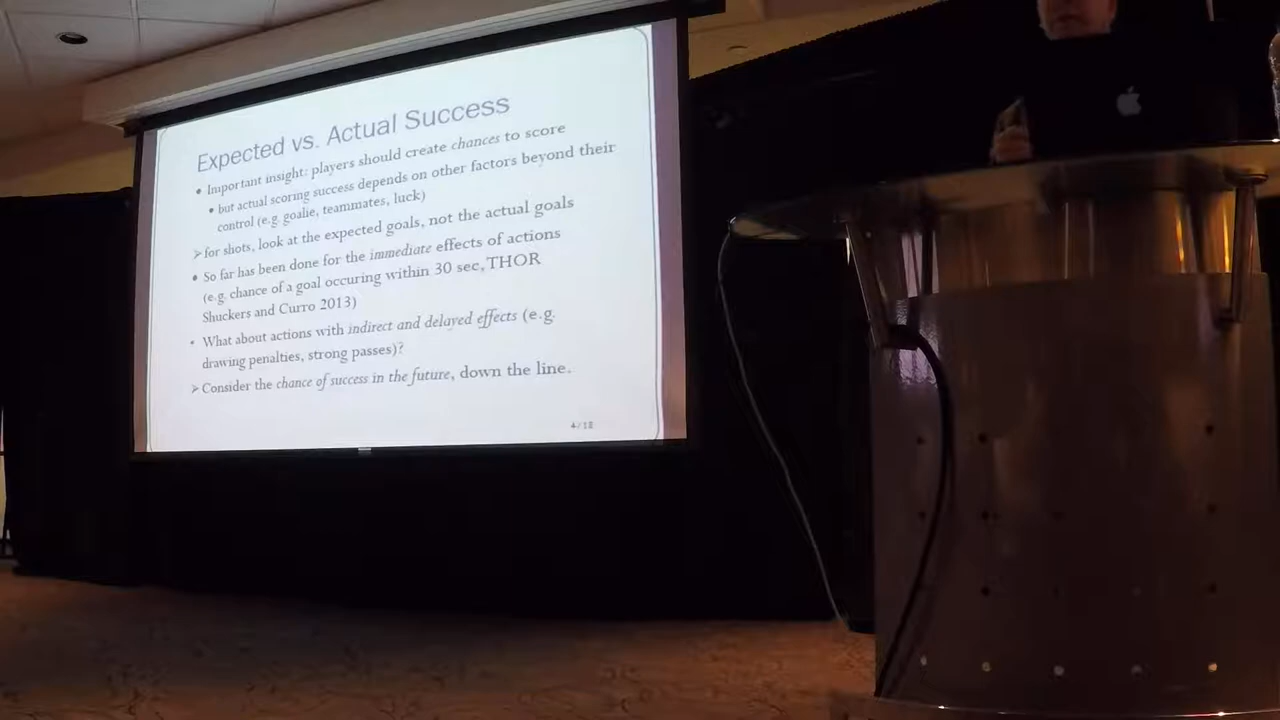 Expected vs. Actual Success
• Important insight: players should create chances to score
• but actual scoring success depends on other factors beyond their
control (e.g. goalie, teammates, luck)
➢ for shots, look at the expected goals, not the actual goals
• So far has been done for the immediate effects of actions
(e.g. chance of a goal occuring within 30 sec, THOR
Shuckers and Curro 2013)
• What about actions with indirect and delayed effects (e.g.
drawing penalties, strong passes)?
➢ Consider the chance of success in the future, down the line.
4/18